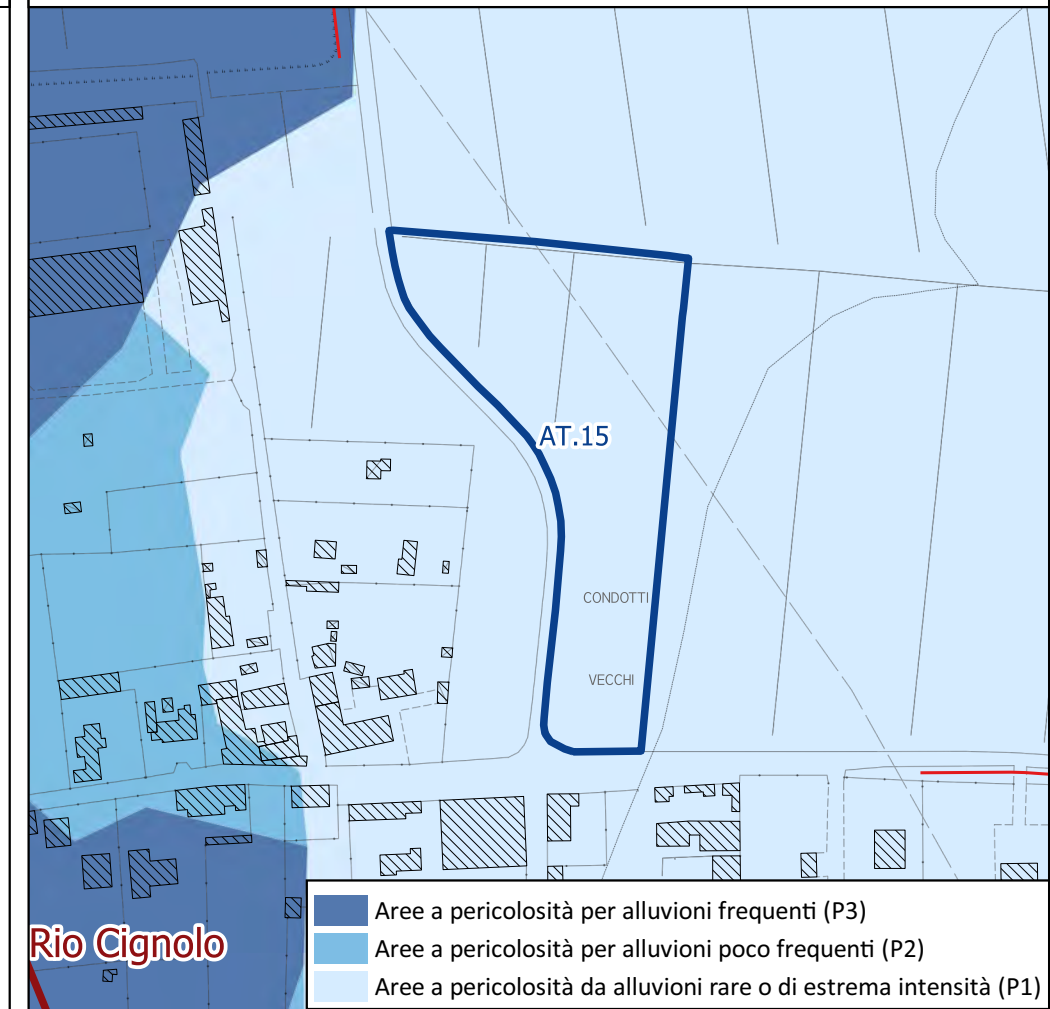 AT.15
CONDOTTI
VECCHI
Rio Cignolo
Aree a pericolosità per alluvioni frequenti (P3)
Aree a pericolosità per alluvioni poco frequenti (P2)
Aree a pericolosità da alluvioni rare o di estrema intensità (P1)